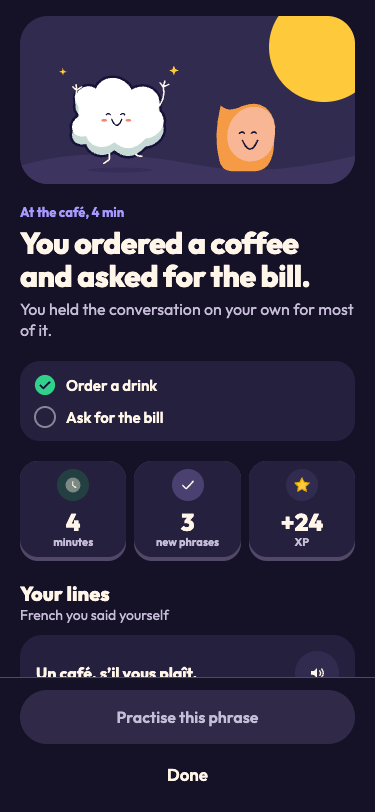 At the café, 4 min
You ordered a coffee
and asked for the bill.
You held the conversation on your own for most
of it.
Order a drink
Ask for the bill
4
minutes
3
new phrases
+24
XP
Your lines
French you said yourself
Un café, s'il vous plaît.
Practise this phrase
Done